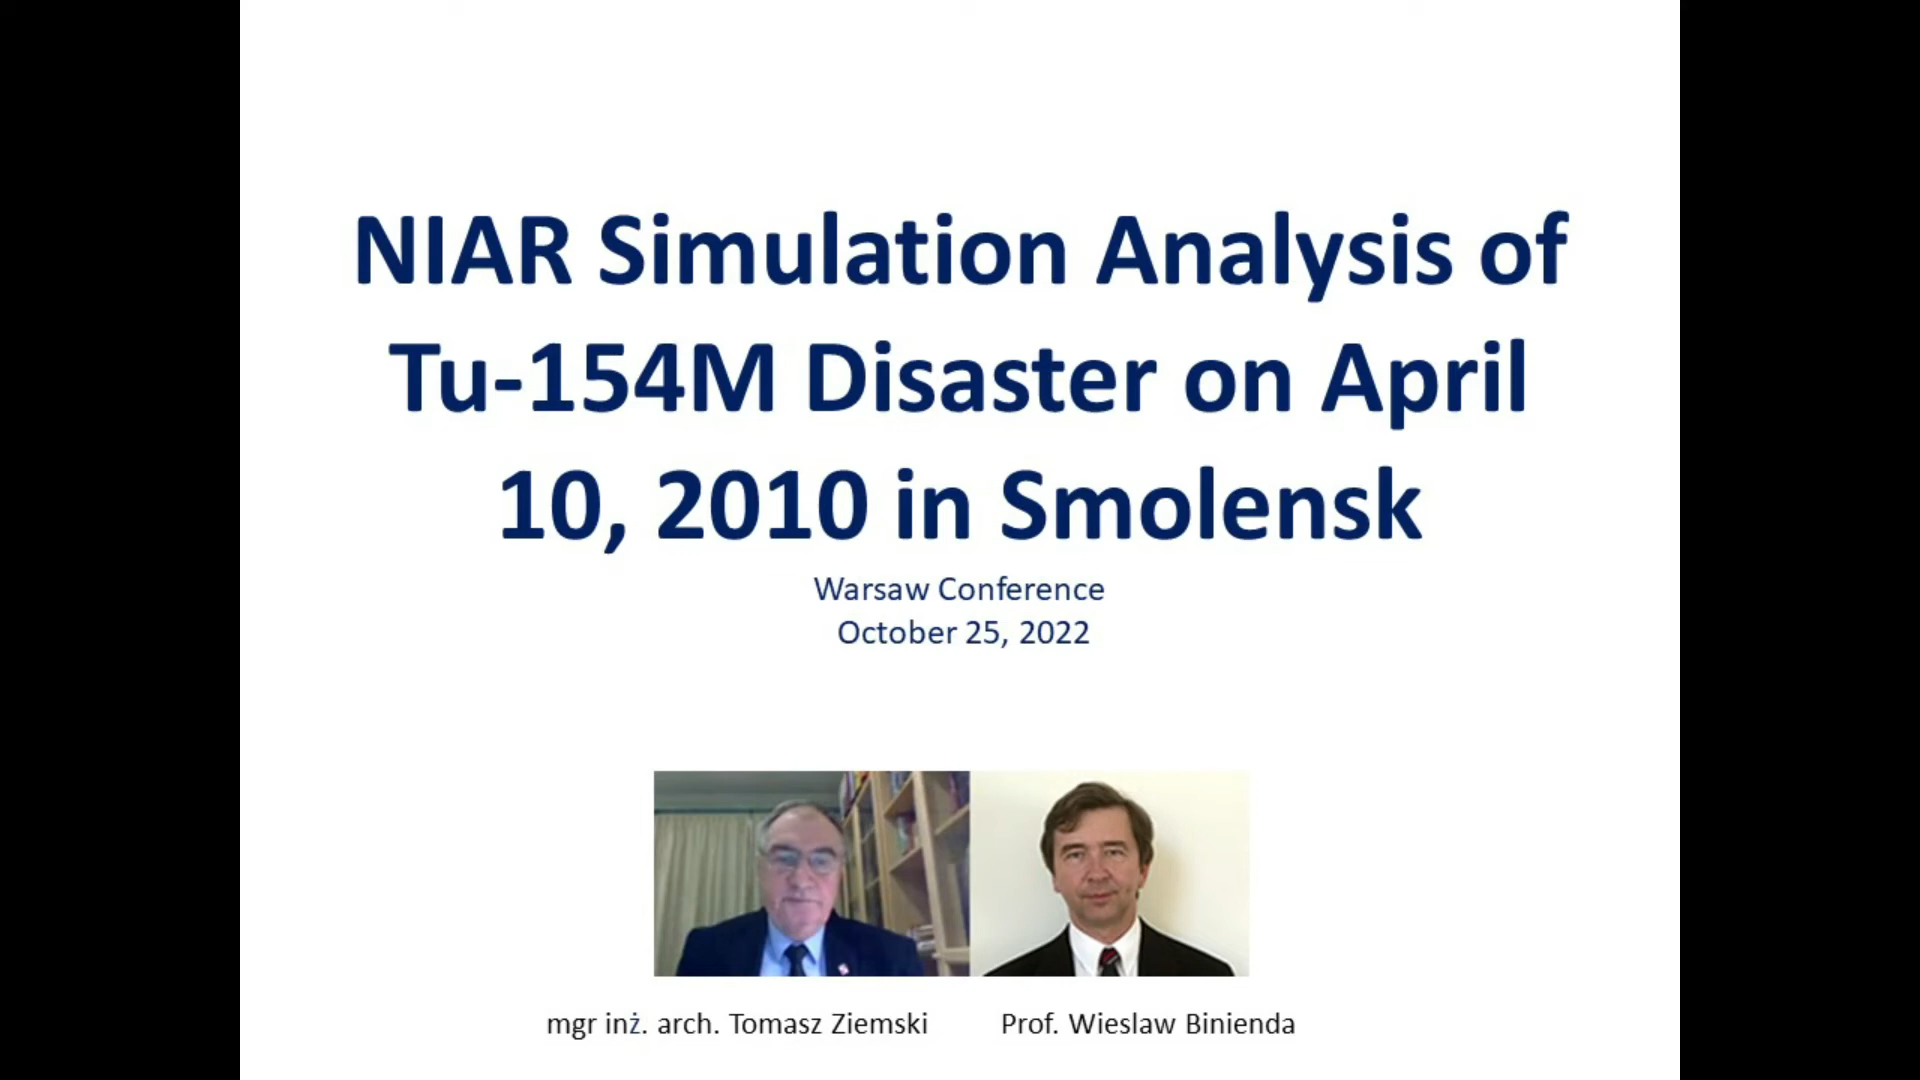 NIAR Simulation Analysis of
Tu-154M Disaster on April
10, 2010 in Smolensk
Warsaw Conference
October 25, 2022
mgr inż. arch. Tomasz Ziemski
Prof. Wieslaw Binienda